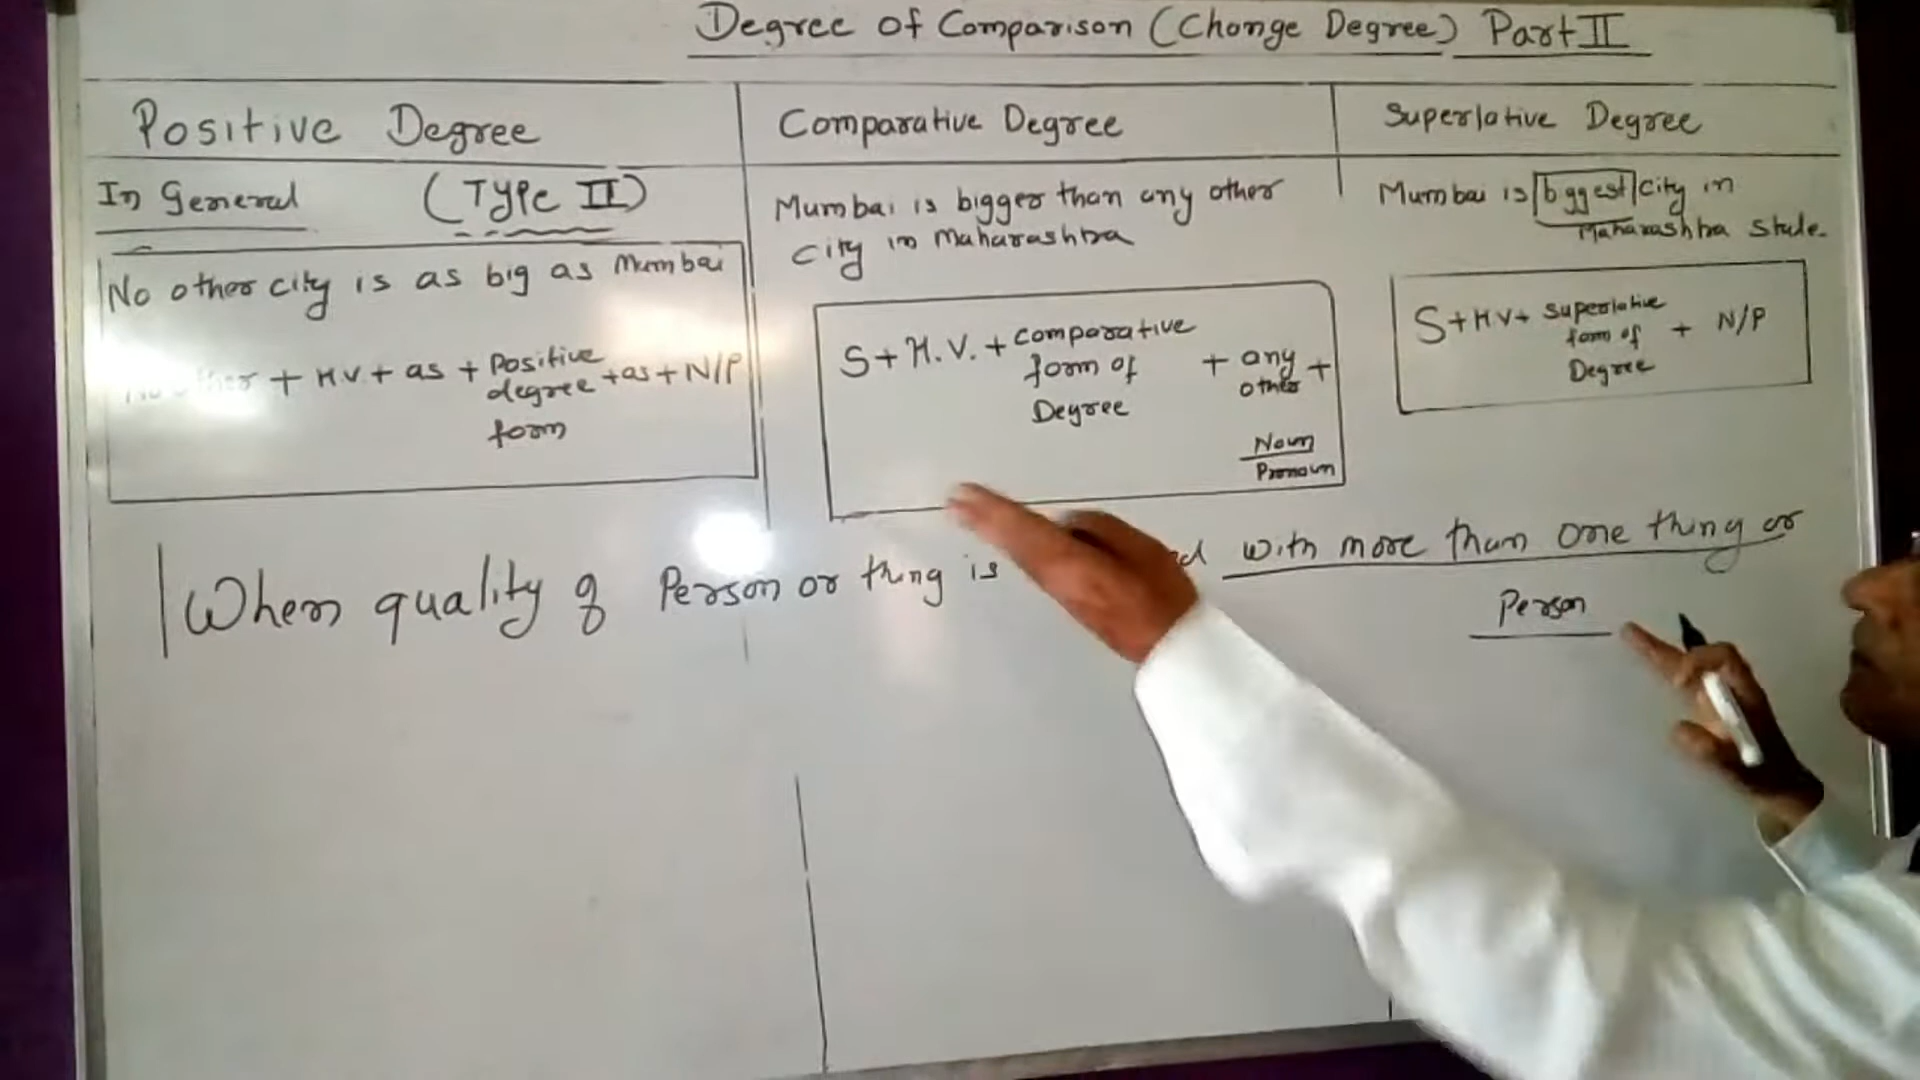 Degree of Comparison (Change Degree) Part II
Positive Degree
Comparative Degree
Superlative Degree
In General (Type II)
No other city is as big as Mumbai
+ HV + as + Positive degree form + as + N/P
Mumbai is bigger than any other
city in Maharashtra
S + H.V. + comparative form of Degree + any other +
Noun
Pronoun
Mumbai is biggest city in
Maharashtra State.
S + HV + Superlative form of Degree + N/P
When quality of Person or thing is with more than one thing or
Person